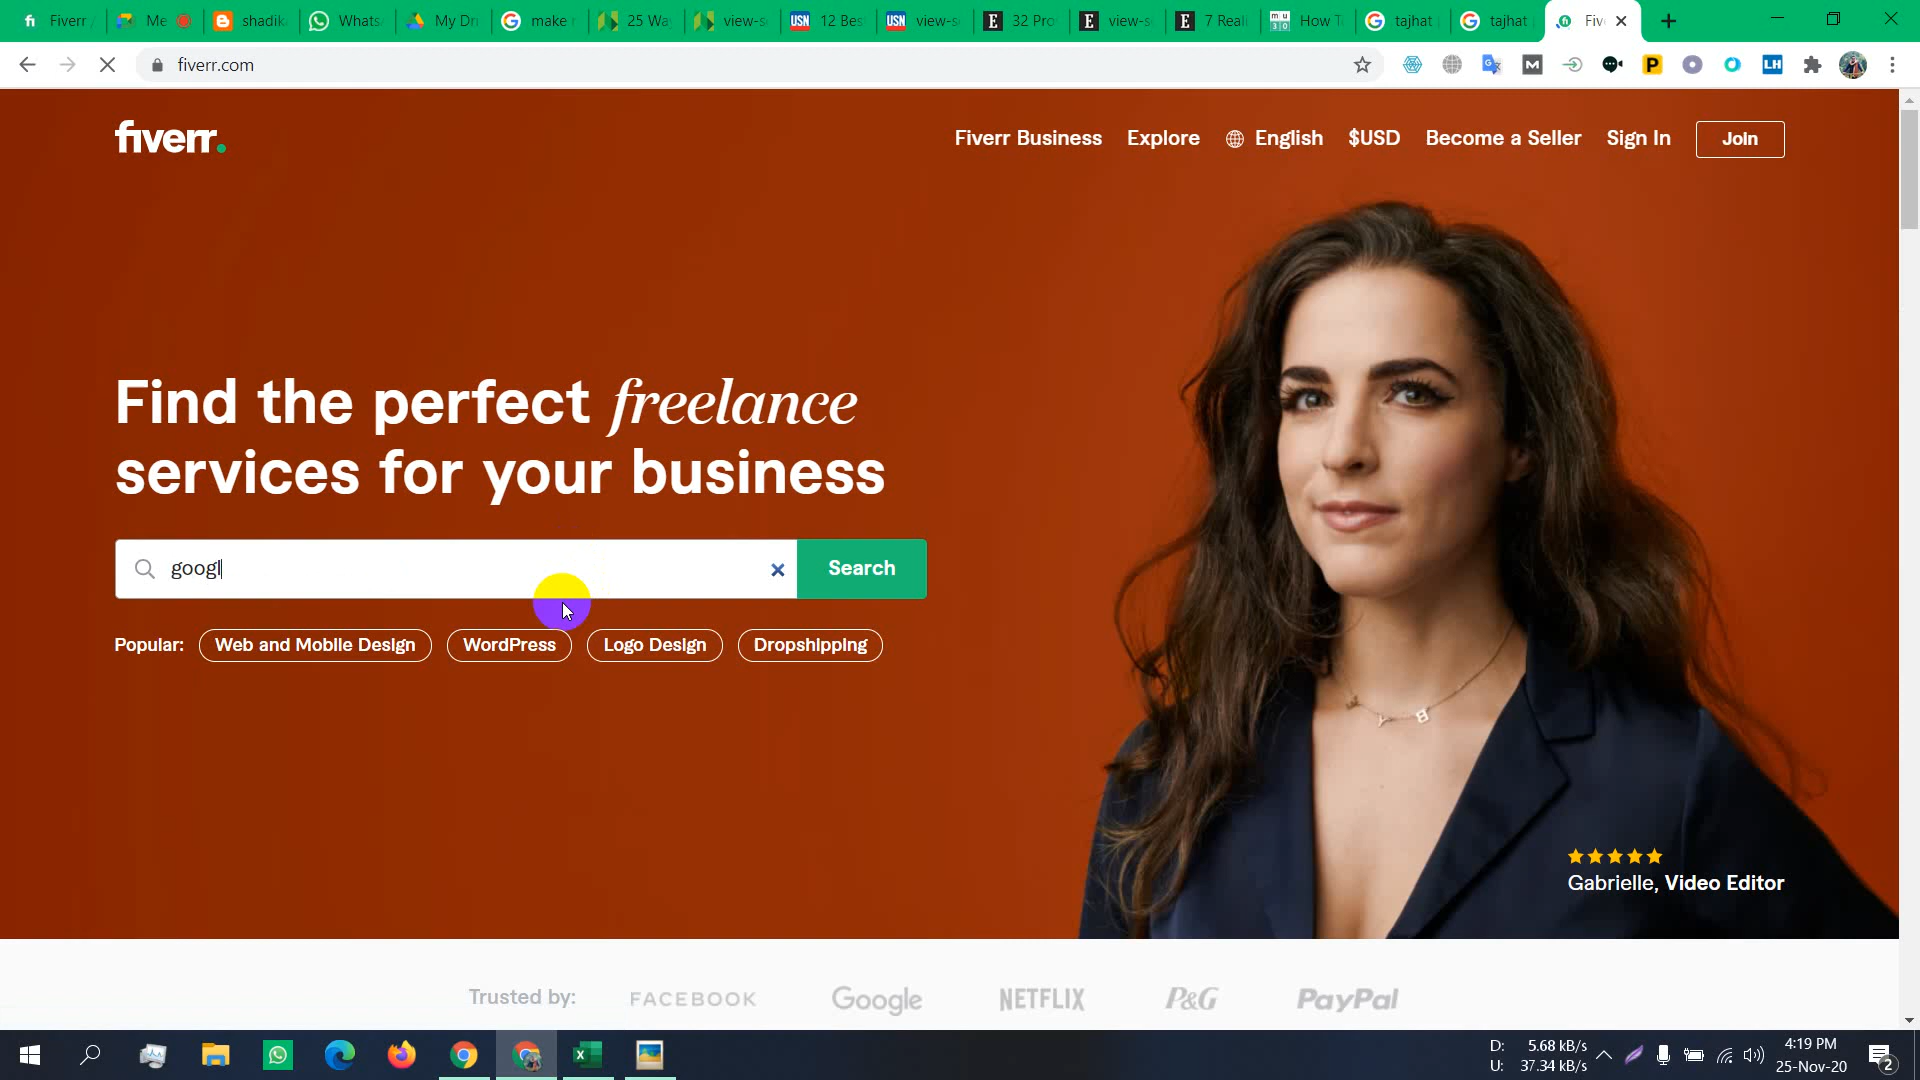 Fiverr / Me shadik Whats My Dri make 25 Wa view-s 12 Bes view-s 32 Pro view-s 7 Reali How T tajhat tajhat Fiv
fiverr.com
fiverr.
Fiverr Business Explore English $USD Become a Seller Sign In Join
Find the perfect freelance
services for your business
googl Search
Popular: Web and Mobile Design WordPress Logo Design Dropshipping
Gabrielle, Video Editor
Trusted by: FACEBOOK Google NETFLIX P&G PayPal
D: 5.68 kB/s
U: 37.34 kB/s
4:19 PM
25-Nov-20
2